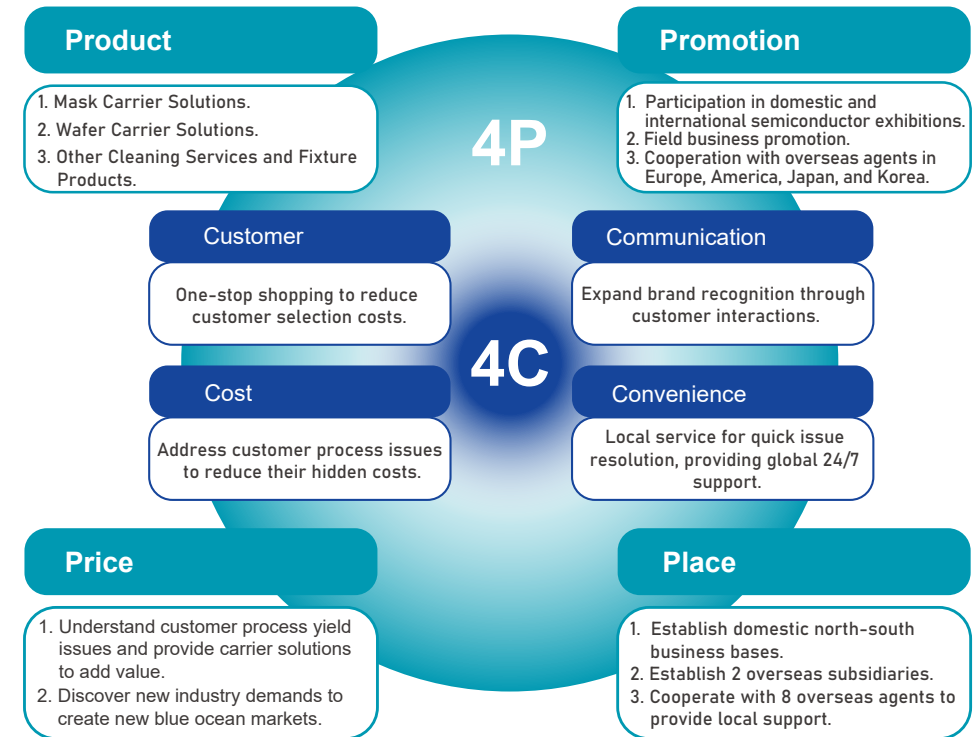 Product
1. Mask Carrier Solutions.
2. Wafer Carrier Solutions.
3. Other Cleaning Services and Fixture
Products.
Promotion
1. Participation in domestic and
international semiconductor exhibitions.
2. Field business promotion.
3. Cooperation with overseas agents in
Europe, America, Japan, and Korea.
4P
Customer
One-stop shopping to reduce
customer selection costs.
Communication
Expand brand recognition through
customer interactions.
4C
Cost
Address customer process issues
to reduce their hidden costs.
Convenience
Local service for quick issue
resolution, providing global 24/7
support.
Price
1. Understand customer process yield
issues and provide carrier solutions
to add value.
2. Discover new industry demands to
create new blue ocean markets.
Place
1. Establish domestic north-south
business bases.
2. Establish 2 overseas subsidiaries.
3. Cooperate with 8 overseas agents to
provide local support.